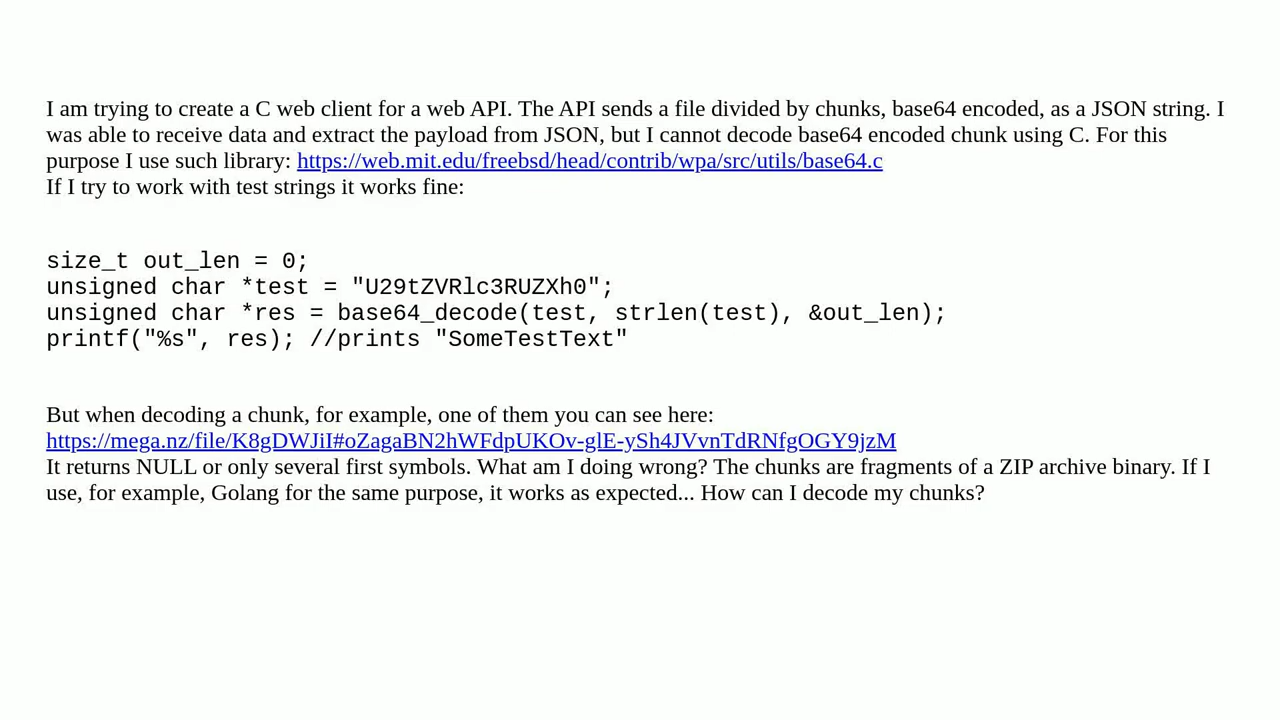 I am trying to create a C web client for a web API. The API sends a file divided by chunks, base64 encoded, as a JSON string. I
was able to receive data and extract the payload from JSON, but I cannot decode base64 encoded chunk using C. For this
purpose I use such library: https://web.mit.edu/freebsd/head/contrib/wpa/src/utils/base64.c
If I try to work with test strings it works fine:
size_t out_len = 0;
unsigned char *test = "U29tZVRlc3RUZXh0";
unsigned char *res = base64_decode(test, strlen(test), &out_len);
printf("%s", res); //prints "SomeTestText"
But when decoding a chunk, for example, one of them you can see here:
https://mega.nz/file/K8gDWJiI#oZagaBN2hWFdpUKOv-glE-ySh4JVvnTdRNfgOGY9jzM
It returns NULL or only several first symbols. What am I doing wrong? The chunks are fragments of a ZIP archive binary. If I
use, for example, Golang for the same purpose, it works as expected... How can I decode my chunks?